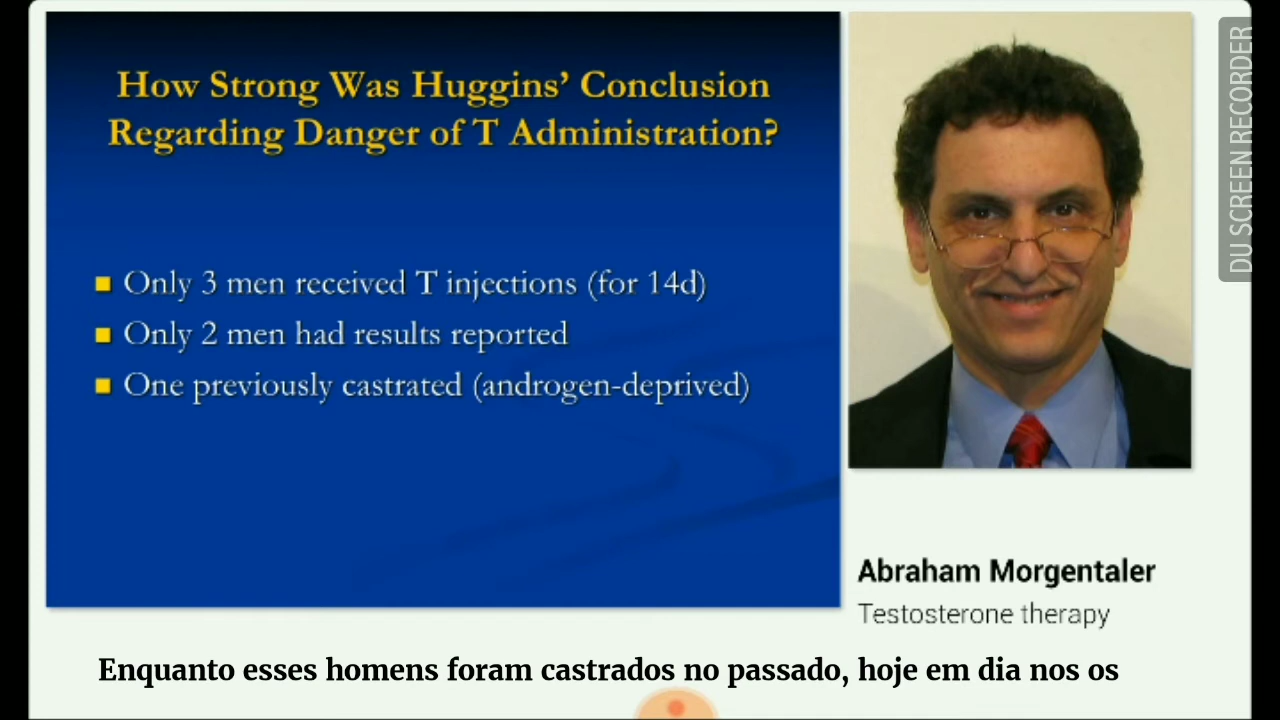 How Strong Was Huggins' Conclusion
Regarding Danger of T Administration?
Only 3 men received T injections (for 14d)
Only 2 men had results reported
One previously castrated (androgen-deprived)
Abraham Morgentaler
Testosterone therapy
Enquanto esses homens foram castrados no passado, hoje em dia nos os
DU SCREEN RECORDER